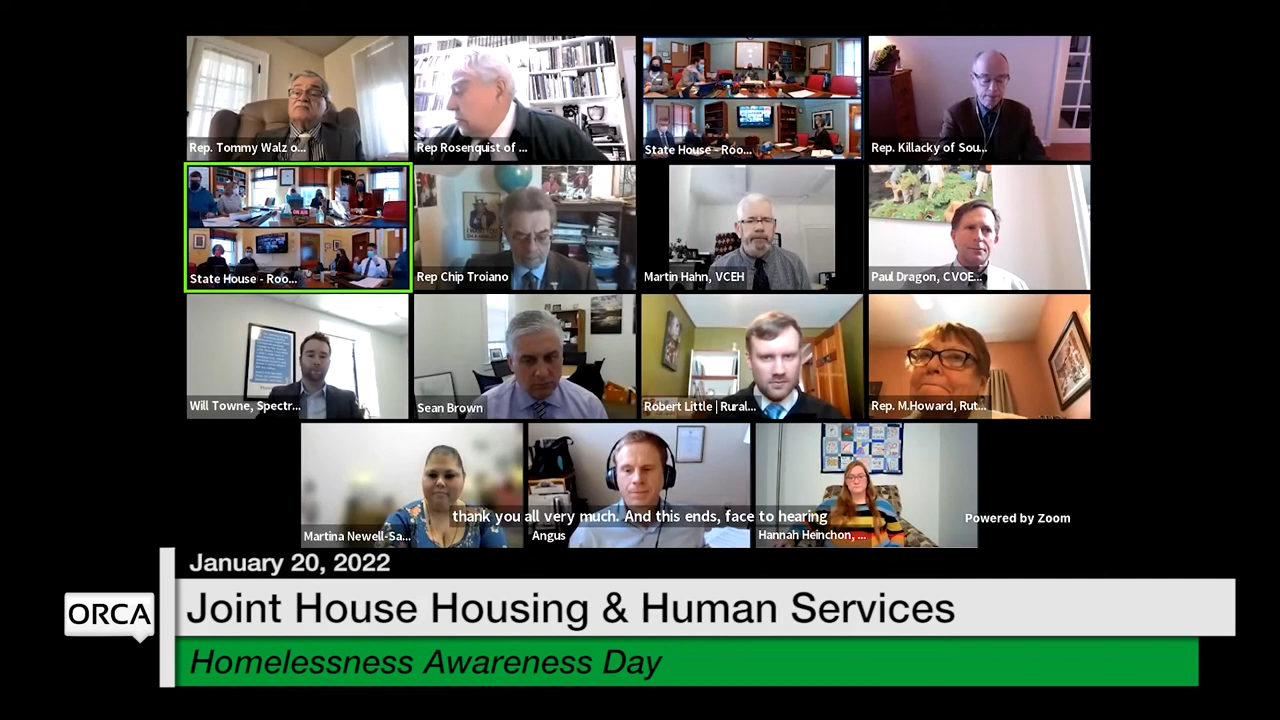 Rep. Tommy Walz o...
Rep Rosenquist of ...
State House - Roo...
Rep. Killacky of Sou...
State House - Roo...
Rep Chip Troiano
Martin Hahn, VCEH
Paul Dragon, CVOE...
Will Towne, Spectr...
Sean Brown
Robert Little | Rural...
Rep. M.Howard, Rut...
thank you all very much. And this ends, face to hearing
Martina Newell-Sa...
Angus
Hannah Heinchon, ...
Powered by Zoom
January 20, 2022
ORCA
Joint House Housing & Human Services
Homelessness Awareness Day